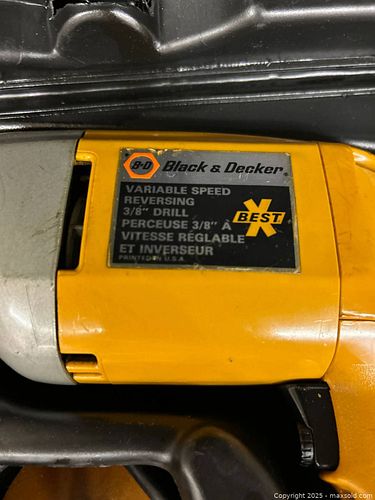 B&D Black & Decker®
VARIABLE SPEED
REVERSING
3/8" DRILL
PERCEUSE 3/8" À
VITESSE RÉGLABLE
ET INVERSEUR
PRINTED IN U.S.A.
BEST
Copyright 2025 - maxsold.com